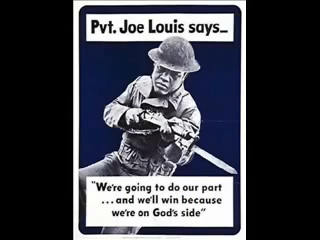 Pvt. Joe Louis says_
"We're going to do our part
...and we'll win because
we're on God's side"